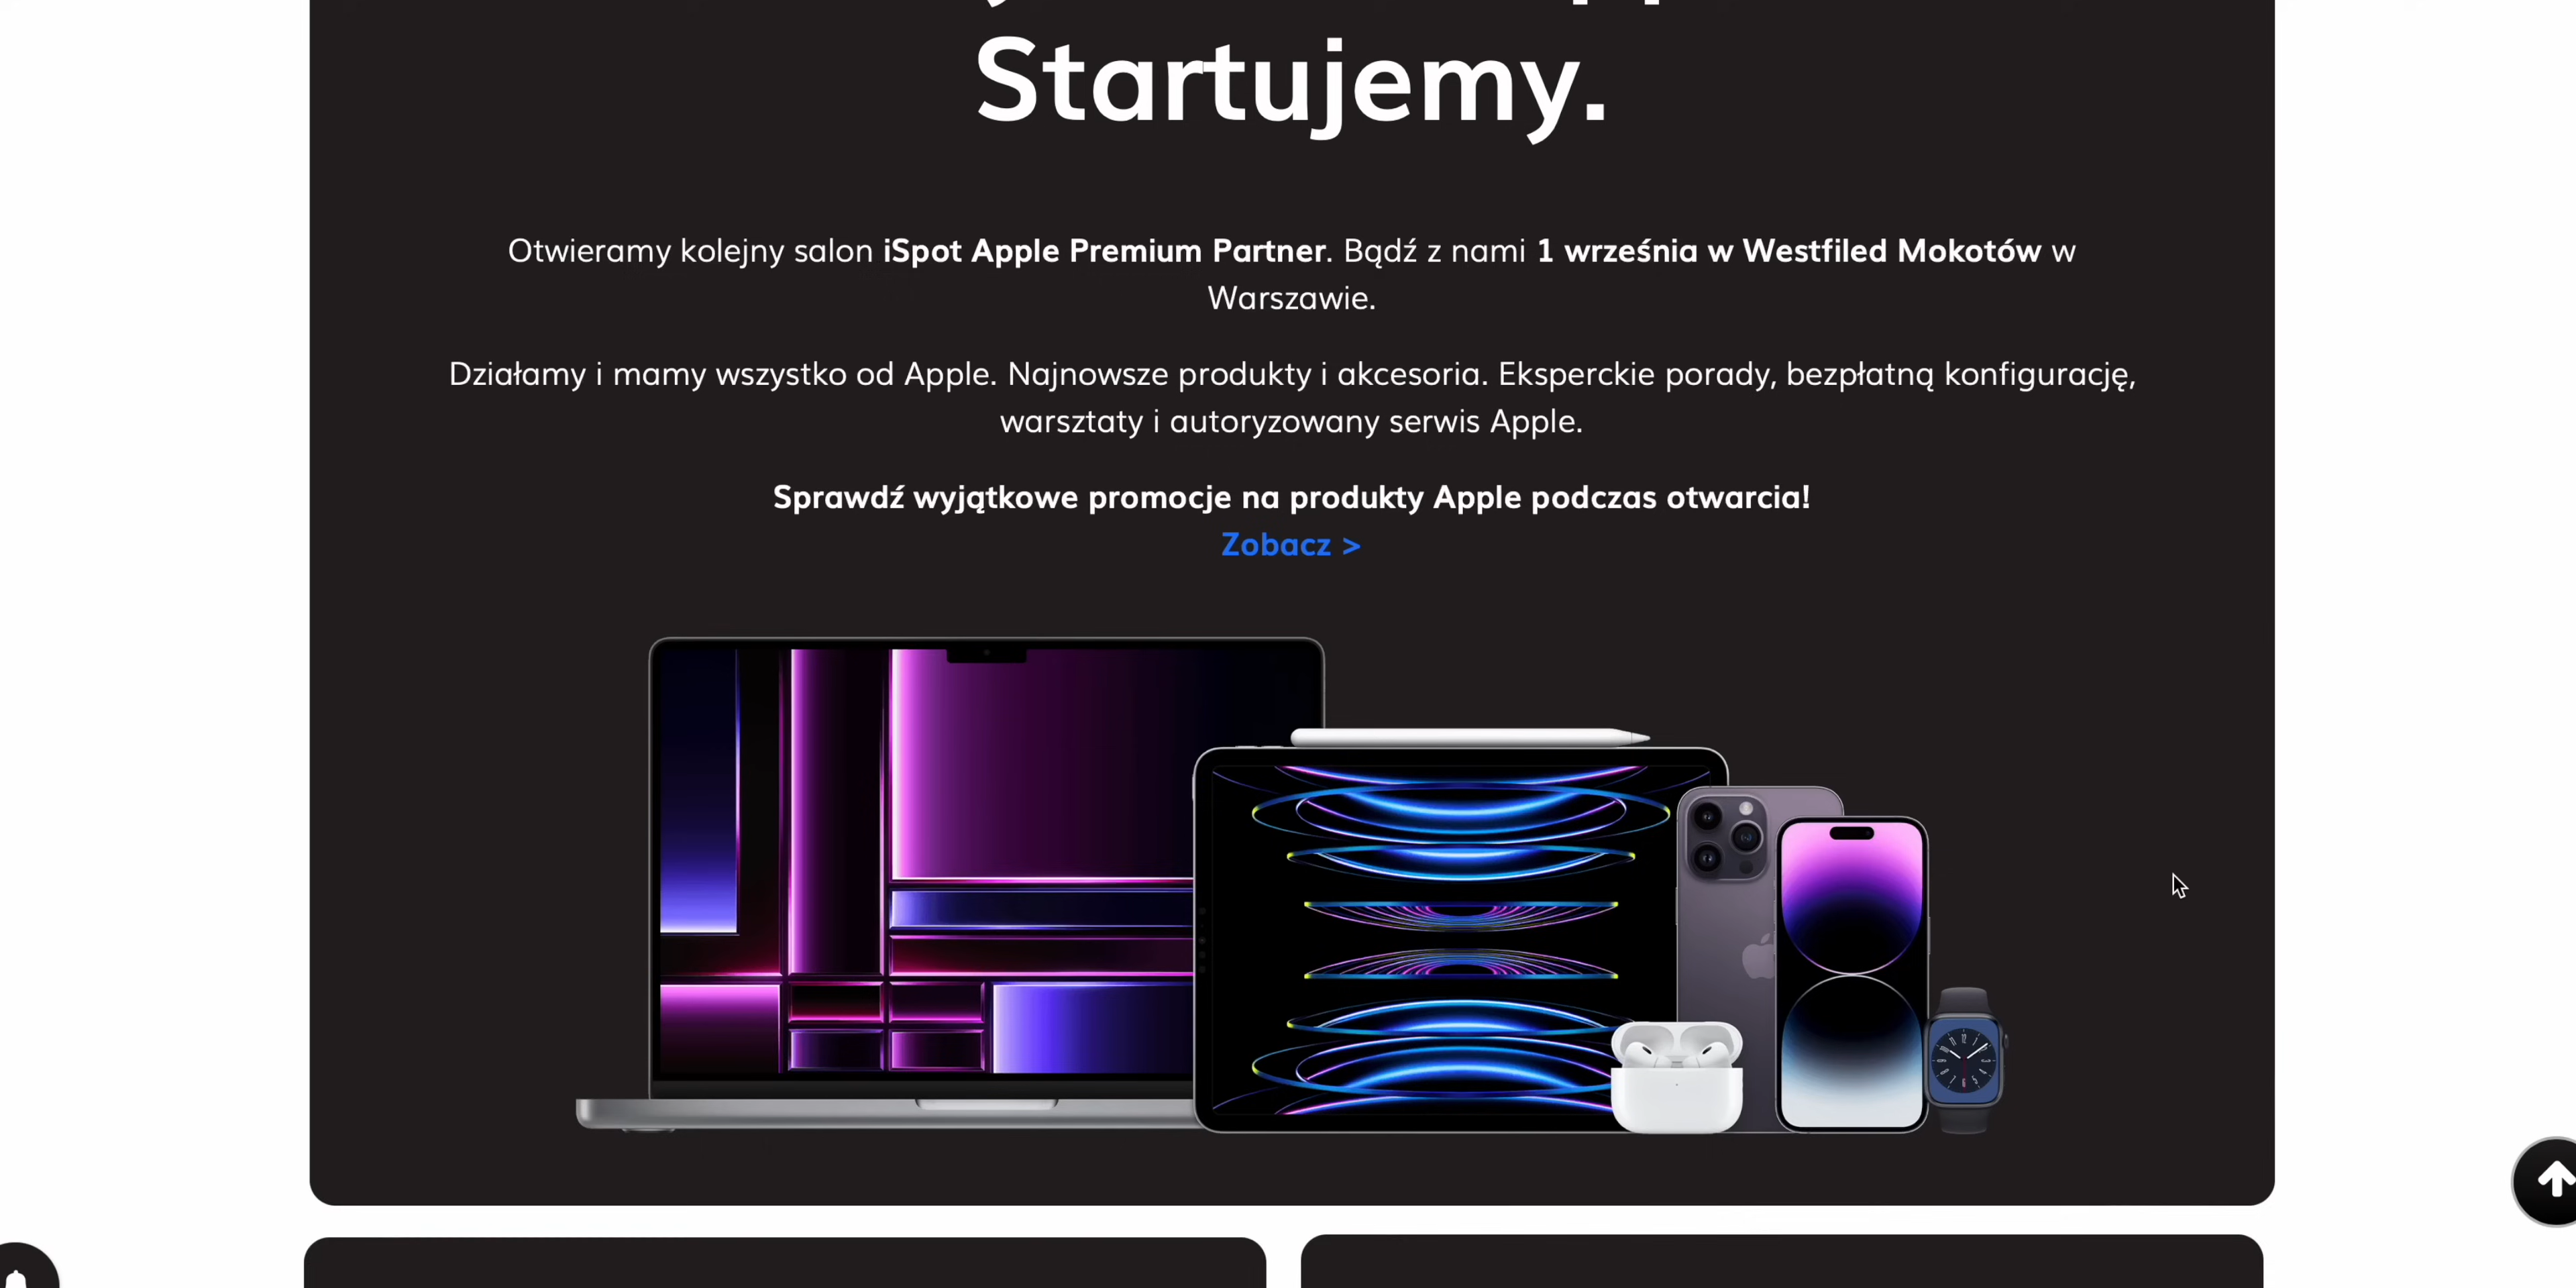 Startujemy.
Otwieramy kolejny salon iSpot Apple Premium Partner. Bądź z nami 1 września w Westfiled Mokotów w
Warszawie.
Działamy i mamy wszystko od Apple. Najnowsze produkty i akcesoria. Eksperckie porady, bezpłatną konfigurację,
warsztaty i autoryzowany serwis Apple.
Sprawdź wyjątkowe promocje na produkty Apple podczas otwarcia!
Zobacz >